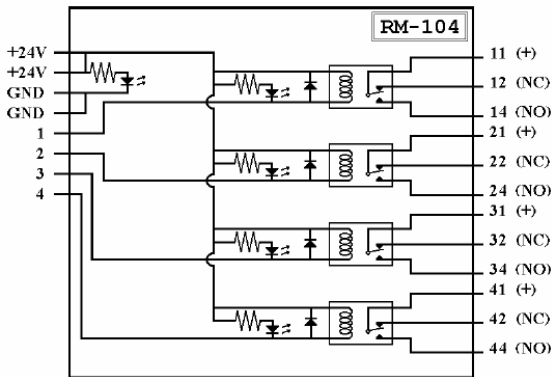 RM-104
+24V
+24V
GND
GND
1
2
3
4
11 (+)
12 (NC)
14 (NO)
21 (+)
22 (NC)
24 (NO)
31 (+)
32 (NC)
34 (NO)
41 (+)
42 (NC)
44 (NO)